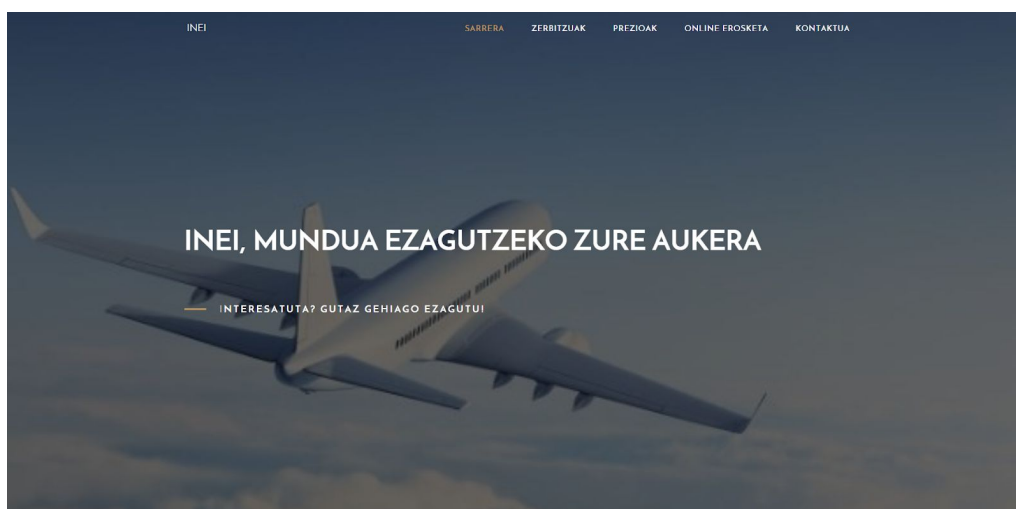 INEI
SARRERA ZERBITZUAK PREZIOAK ONLINE EROSKETA KONTAKTUA
INEI, MUNDUA EZAGUTZEKO ZURE AUKERA
INTERESATUTA? GUTAZ GEHIAGO EZAGUTU!